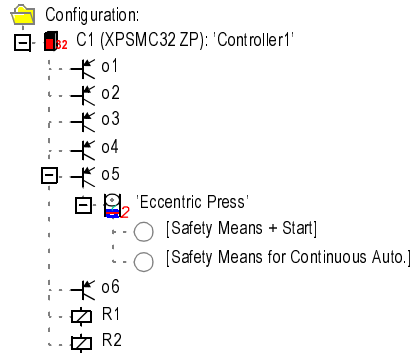 Configuration:
32 C1 (XPSMC32 ZP): 'Controller1'
o1
o2
o3
o4
o5
2 'Eccentric Press'
[Safety Means + Start]
[Safety Means for Continuous Auto.]
o6
R1
R2